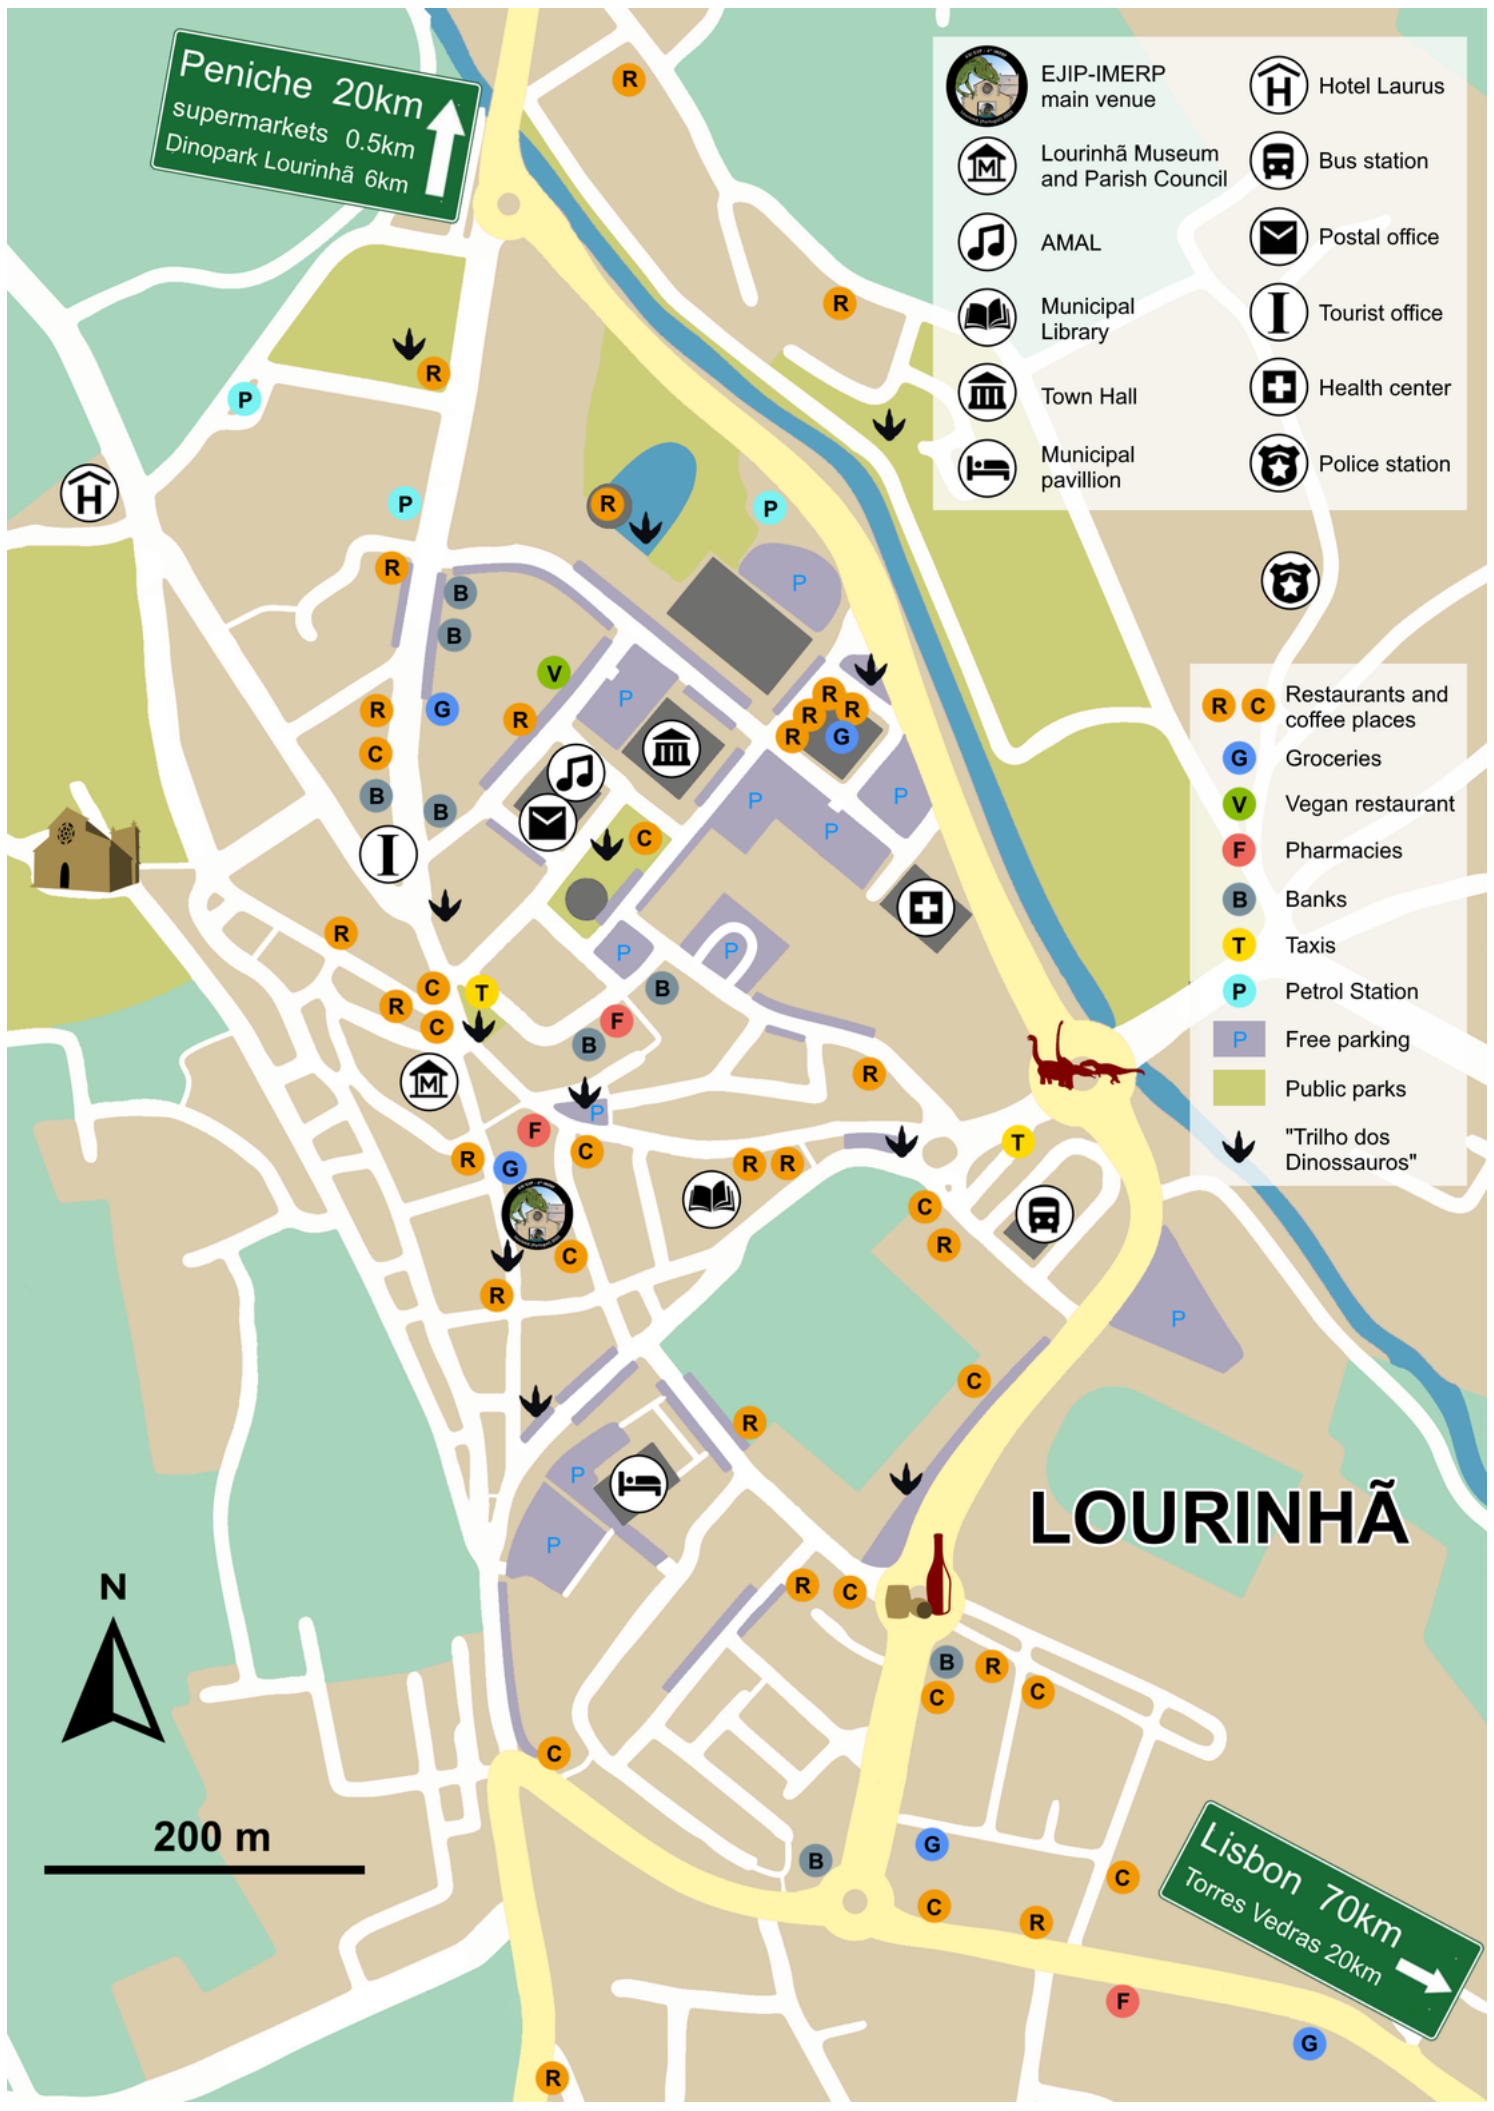 Peniche 20km
supermarkets 0.5km
Dinopark Lourinhã 6km
EJIP-IMERP
main venue
Lourinhã Museum
and Parish Council
AMAL
Municipal
Library
Town Hall
Municipal
pavillion
H
Hotel Laurus
Bus station
Postal office
I
Tourist office
Health center
Police station
M
R
R
R
P
H
R
P
P
P
R
B
B
V
P
R
G
R
R
R
R
R
R
G
C
B
B
I
P
P
P
C
R
P
P
C
T
R
C
B
F
B
M
R
P
F
C
T
R
G
R
R
C
R
C
R
P
C
R
P
P
R
C
B
R
C
C
C
G
B
C
C
R
F
G
R
R C
Restaurants and
coffee places
G
Groceries
V
Vegan restaurant
F
Pharmacies
B
Banks
T
Taxis
P
Petrol Station
P
Free parking
Public parks
"Trilho dos
Dinossauros"
LOURINHÃ
N
200 m
Lisbon 70km
Torres Vedras 20km